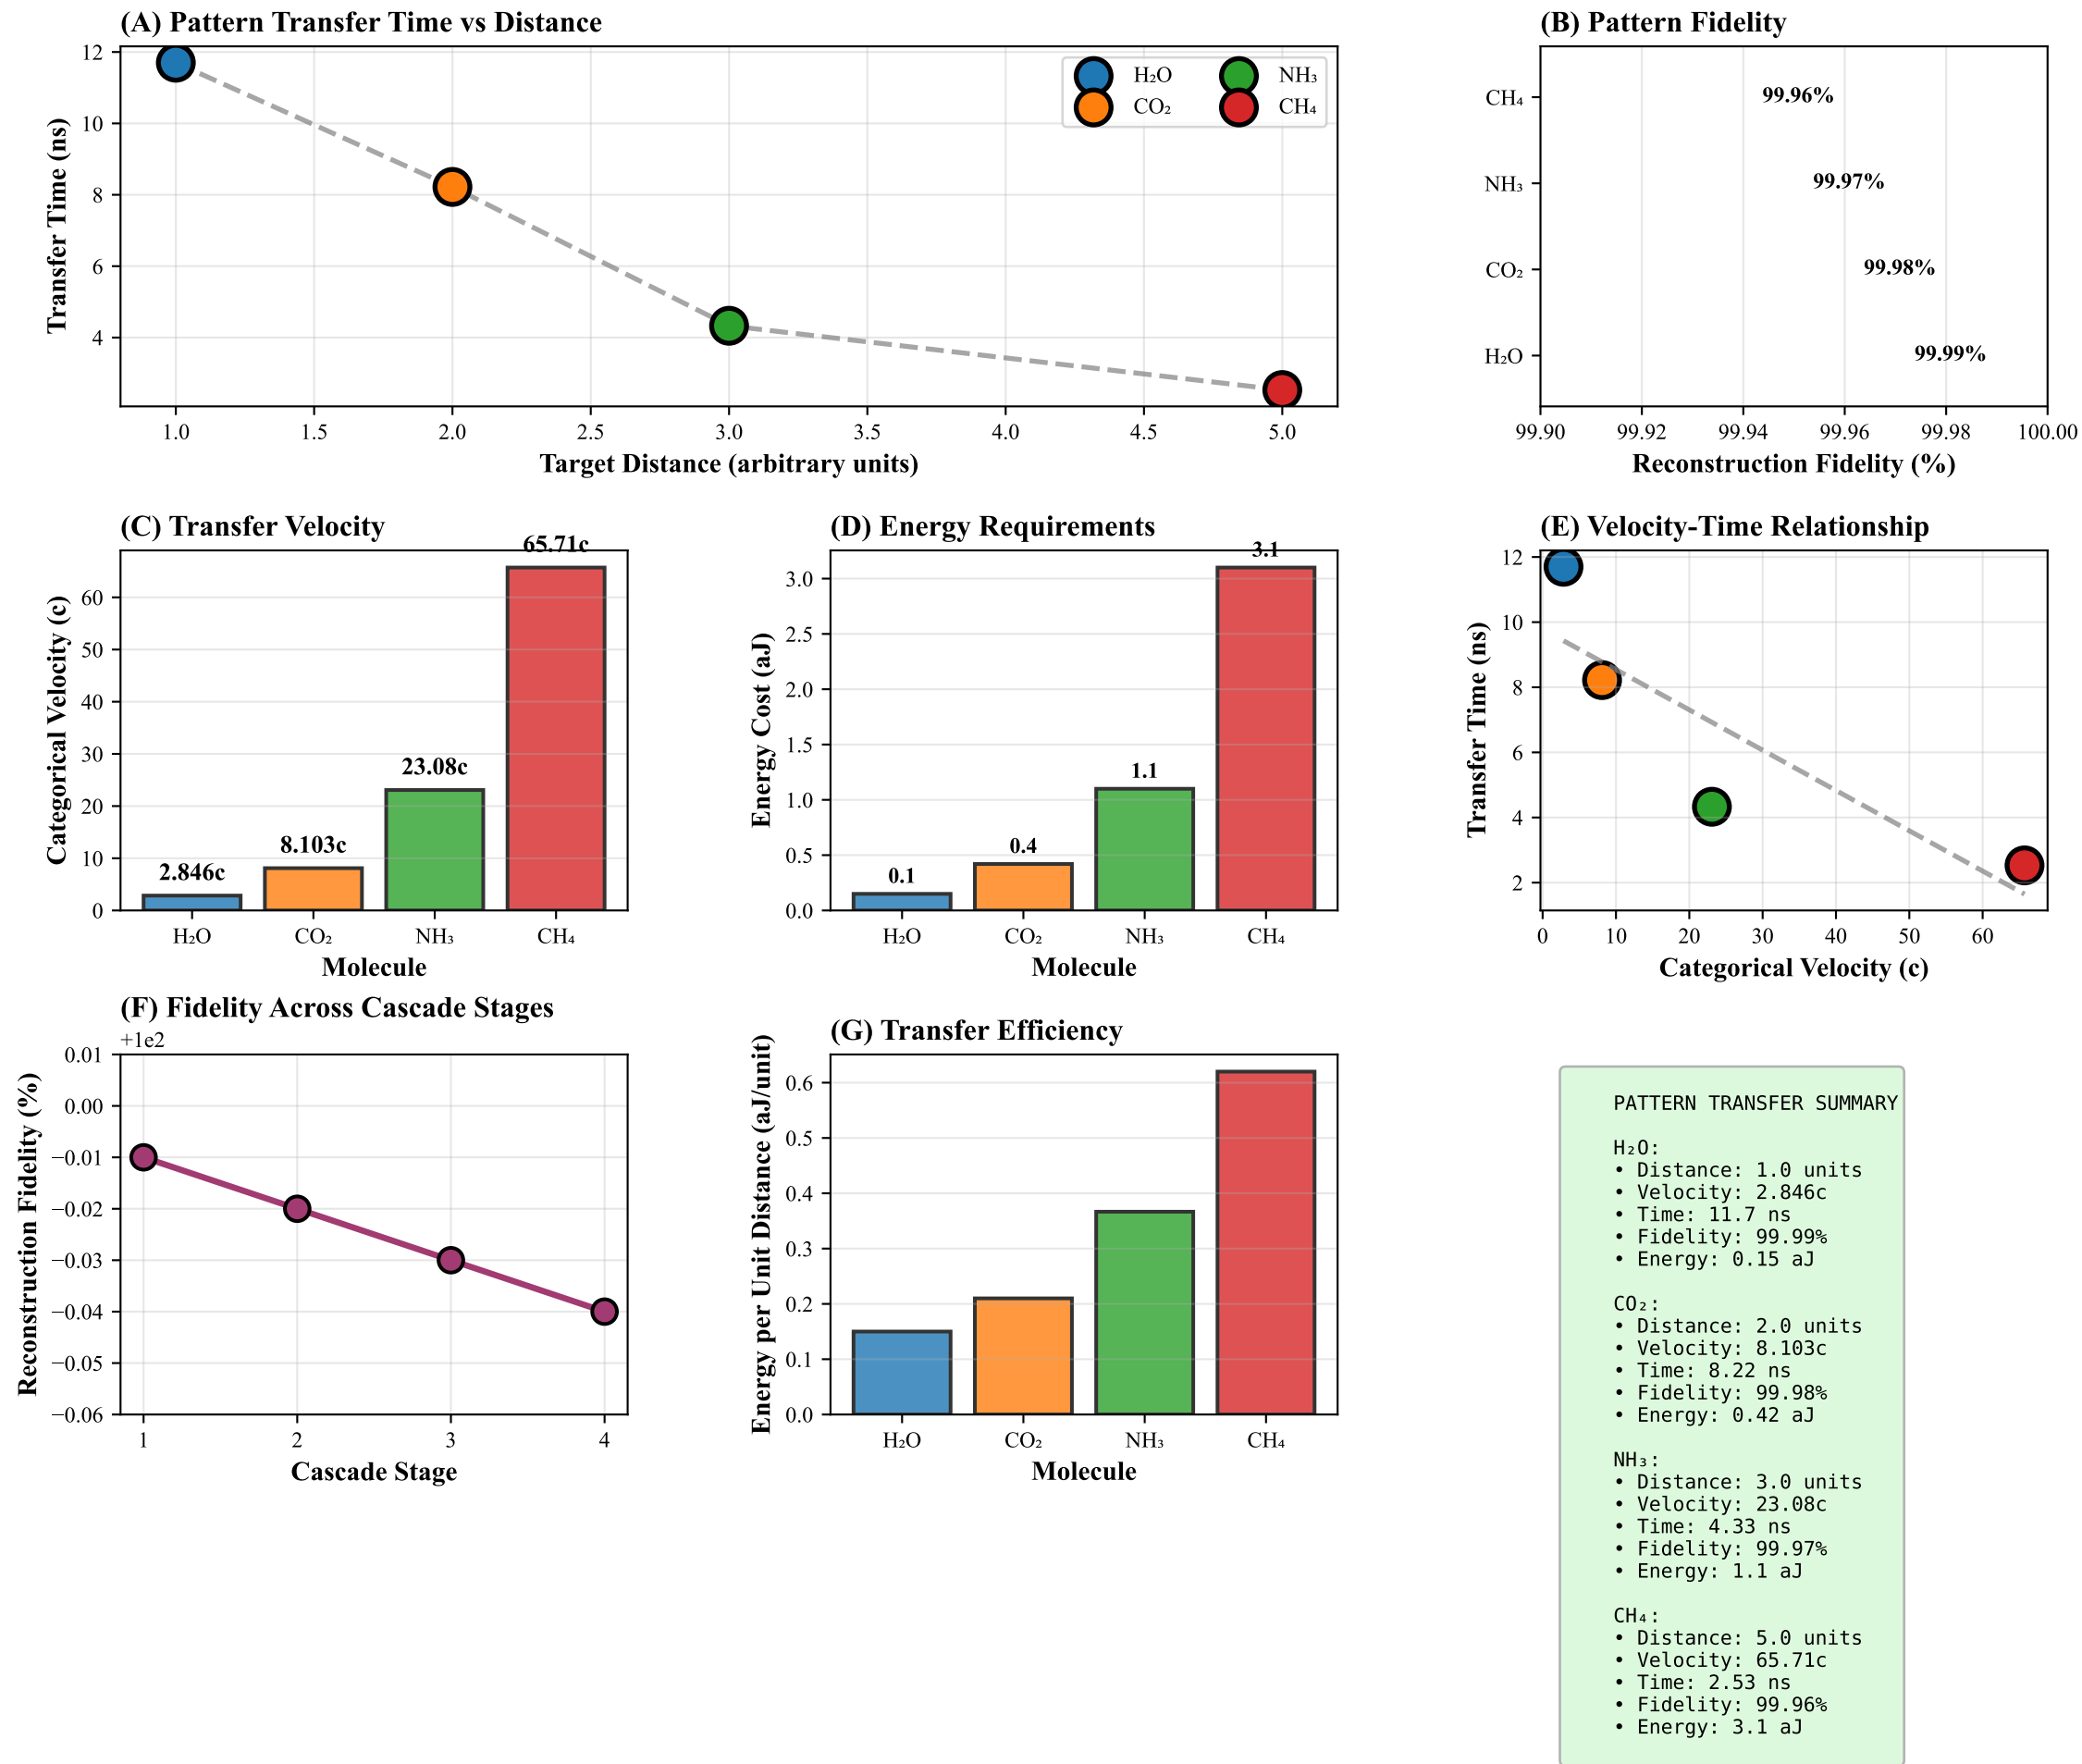 (A) Pattern Transfer Time vs Distance
12
10
8
6
4
Transfer Time (ns)
H₂O
CO₂
NH₃
CH₄
1.0 1.5 2.0 2.5 3.0 3.5 4.0 4.5 5.0
Target Distance (arbitrary units)
(B) Pattern Fidelity
CH₄ 99.96%
NH₃ 99.97%
CO₂ 99.98%
H₂O 99.99%
99.90 99.92 99.94 99.96 99.98 100.00
Reconstruction Fidelity (%)
(C) Transfer Velocity
60
50
40
30
20
10
0
Categorical Velocity (c)
2.846c
8.103c
23.08c
65.71c
H₂O CO₂ NH₃ CH₄
Molecule
(D) Energy Requirements
3.0
2.5
2.0
1.5
1.0
0.5
0.0
Energy Cost (aJ)
0.1
0.4
1.1
3.1
H₂O CO₂ NH₃ CH₄
Molecule
(E) Velocity-Time Relationship
12
10
8
6
4
2
Transfer Time (ns)
0 10 20 30 40 50 60
Categorical Velocity (c)
(F) Fidelity Across Cascade Stages
+1e2
0.01
0.00
−0.01
−0.02
−0.03
−0.04
−0.05
−0.06
Reconstruction Fidelity (%)
1 2 3 4
Cascade Stage
(G) Transfer Efficiency
0.6
0.5
0.4
0.3
0.2
0.1
0.0
Energy per Unit Distance (aJ/unit)
H₂O CO₂ NH₃ CH₄
Molecule
PATTERN TRANSFER SUMMARY
H₂O:
• Distance: 1.0 units
• Velocity: 2.846c
• Time: 11.7 ns
• Fidelity: 99.99%
• Energy: 0.15 aJ
CO₂:
• Distance: 2.0 units
• Velocity: 8.103c
• Time: 8.22 ns
• Fidelity: 99.98%
• Energy: 0.42 aJ
NH₃:
• Distance: 3.0 units
• Velocity: 23.08c
• Time: 4.33 ns
• Fidelity: 99.97%
• Energy: 1.1 aJ
CH₄:
• Distance: 5.0 units
• Velocity: 65.71c
• Time: 2.53 ns
• Fidelity: 99.96%
• Energy: 3.1 aJ